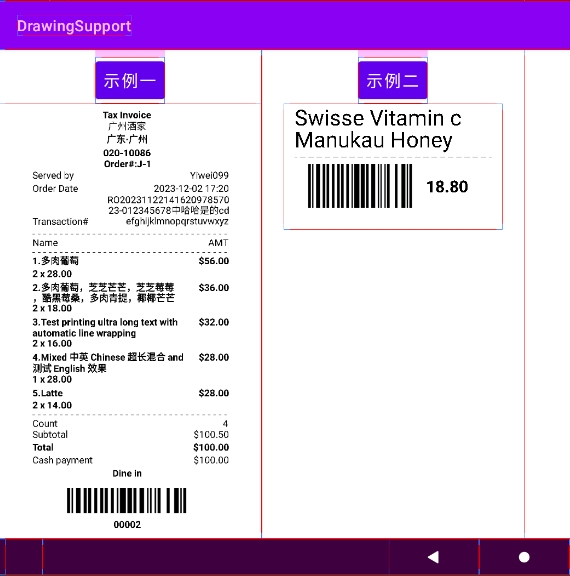 DrawingSupport
示例一
Tax Invoice
广州酒家
广东·广州
020-10086
Order#:J-1
Served by Yiwei099
Order Date 2023-12-02 17:20
RO20231122141620978570
23-012345678中哈哈是的cd
Transaction# efghijklmnopqrstuvwxyz
Name AMT
1.多肉葡萄 $56.00
2 x 28.00
2.多肉葡萄，芝芝芒芒，芝芝莓莓 $36.00
，酷黑莓桑，多肉青提，椰椰芒芒
2 x 18.00
3.Test printing ultra long text with $32.00
automatic line wrapping
2 x 16.00
4.Mixed 中英 Chinese 超长混合 and $28.00
测试 English 效果
1 x 28.00
5.Latte $28.00
2 x 14.00
Count 4
Subtotal $100.50
Total $100.00
Cash payment $100.00
Dine in
00002
示例二
Swisse Vitamin c
Manukau Honey
18.80